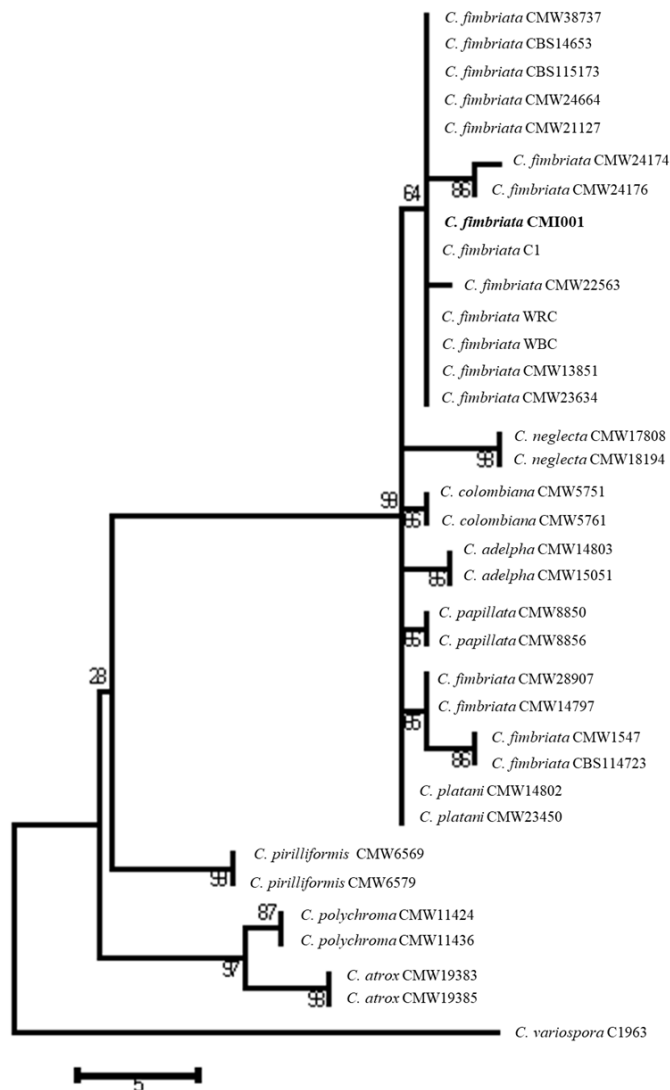 C. fimbriata CMW38737
C. fimbriata CBS14653
C. fimbriata CBS115173
C. fimbriata CMW24664
C. fimbriata CMW21127
C. fimbriata CMW24174
86
C. fimbriata CMW24176
64
C. fimbriata CMI001
C. fimbriata C1
C. fimbriata CMW22563
C. fimbriata WRC
C. fimbriata WBC
C. fimbriata CMW13851
C. fimbriata CMW23634
C. neglecta CMW17808
98
C. neglecta CMW18194
C. colombiana CMW5751
99
C. colombiana CMW5761
C. adelpha CMW14803
C. adelpha CMW15051
C. papillata CMW8850
C. papillata CMW8856
C. fimbriata CMW28907
28
C. fimbriata CMW14797
C. fimbriata CMW1547
86
C. fimbriata CBS114723
C. platani CMW14802
C. platani CMW23450
C. pirilliformis CMW6569
99
C. pirilliformis CMW6579
87
C. polychroma CMW11424
C. polychroma CMW11436
97
C. atrox CMW19383
98
C. atrox CMW19385
C. variospora C1963
5